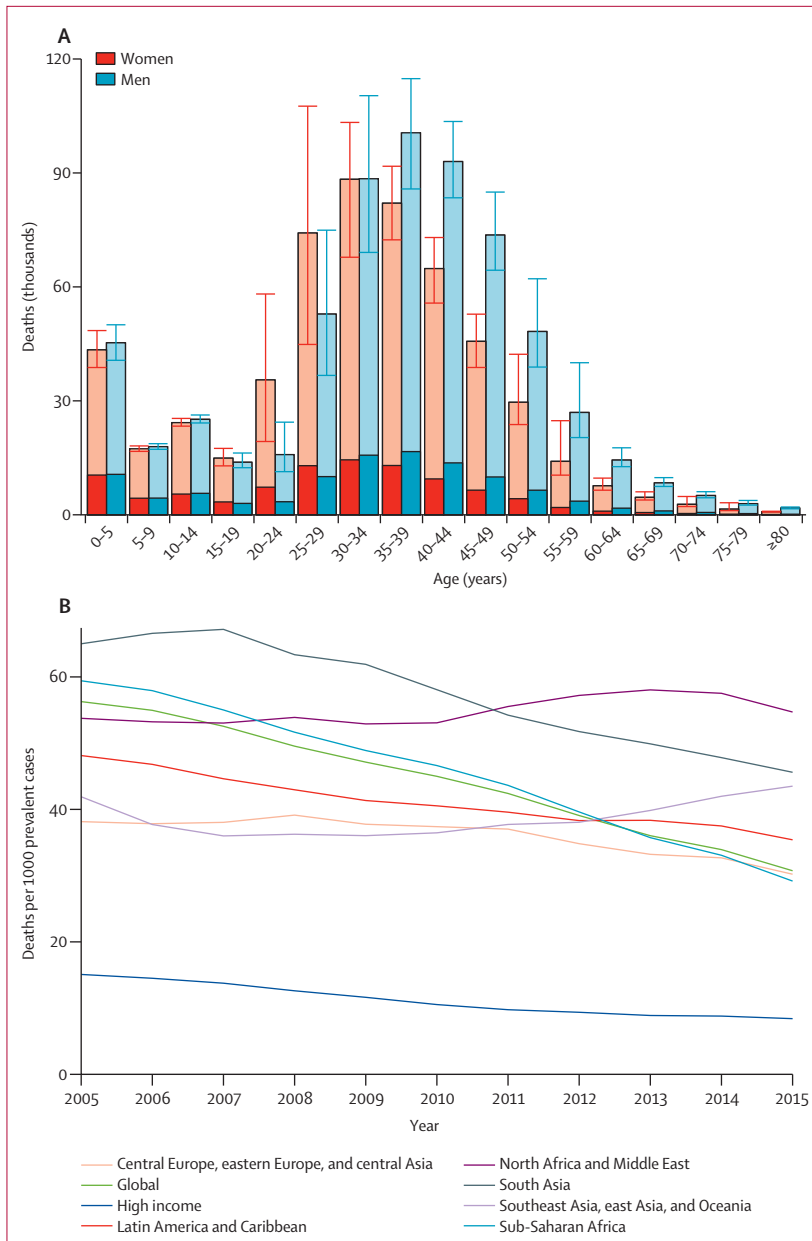 A
Women
Men
120
90
60
30
0
Deaths (thousands)
0–5
5–9
10–14
15–19
20–24
25–29
30–34
35–39
40–44
45–49
50–54
55–59
60–64
65–69
70–74
75–79
≥80
Age (years)
B
60
40
20
0
Deaths per 1000 prevalent cases
2005 2006 2007 2008 2009 2010 2011 2012 2013 2014 2015
Year
Central Europe, eastern Europe, and central Asia
Global
High income
Latin America and Caribbean
North Africa and Middle East
South Asia
Southeast Asia, east Asia, and Oceania
Sub-Saharan Africa